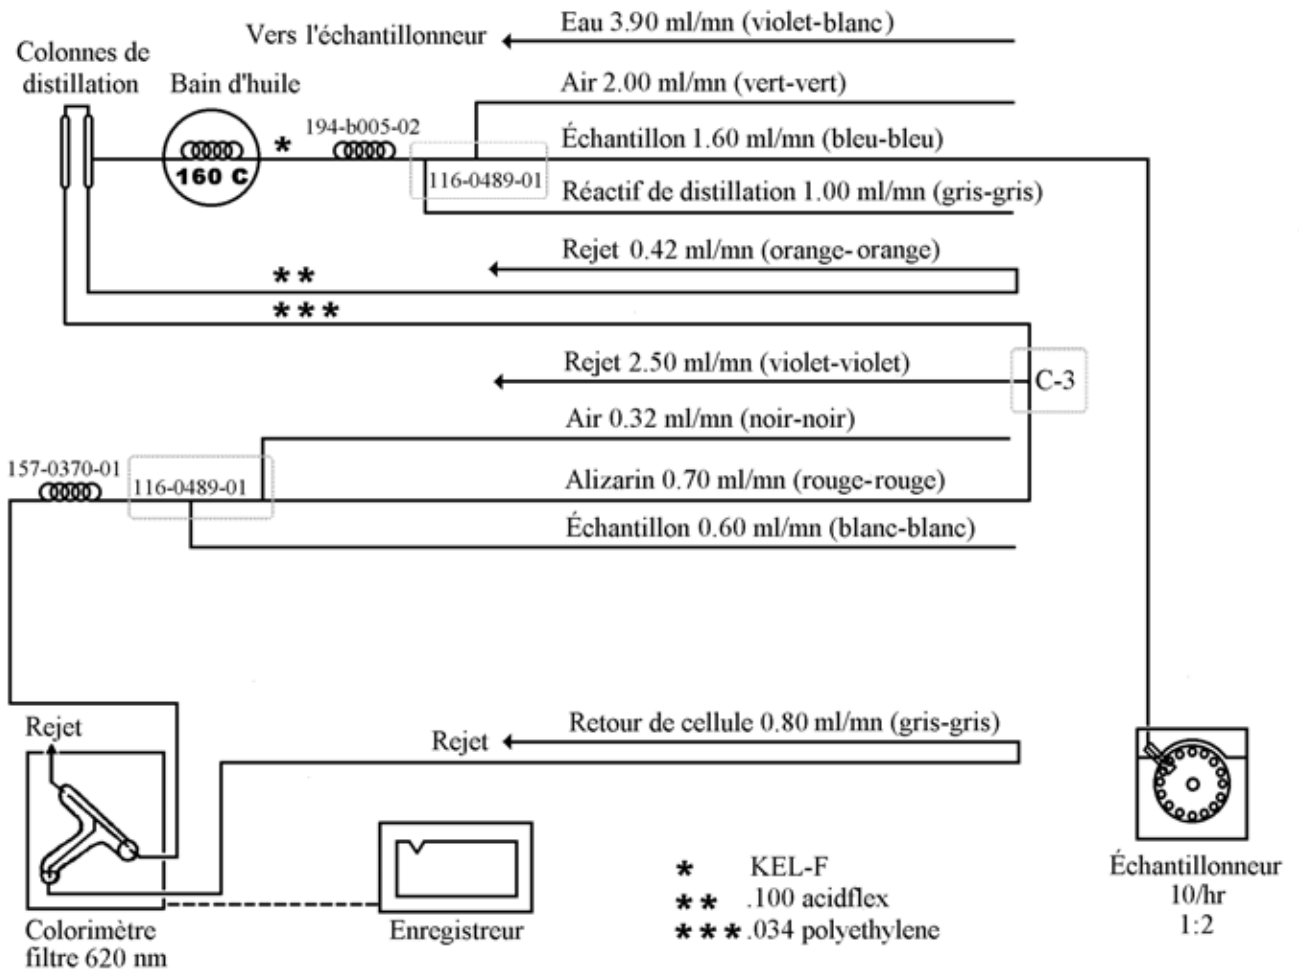 Eau 3.90 ml/mn (violet-blanc)
Vers l'échantillonneur
Colonnes de
distillation
Bain d'huile
Air 2.00 ml/mn (vert-vert)
194-b005-02
Échantillon 1.60 ml/mn (bleu-bleu)
160 C
116-0489-01
Réactif de distillation 1.00 ml/mn (gris-gris)
*
Rejet 0.42 ml/mn (orange-orange)
**
***
Rejet 2.50 ml/mn (violet-violet)
C-3
Air 0.32 ml/mn (noir-noir)
157-0370-01
116-0489-01
Alizarin 0.70 ml/mn (rouge-rouge)
Échantillon 0.60 ml/mn (blanc-blanc)
Rejet
Retour de cellule 0.80 ml/mn (gris-gris)
Rejet
* KEL-F
** .100 acidflex
*** .034 polyethylene
Échantillonneur
10/hr
1:2
Colorimètre
filtre 620 nm
Enregistreur